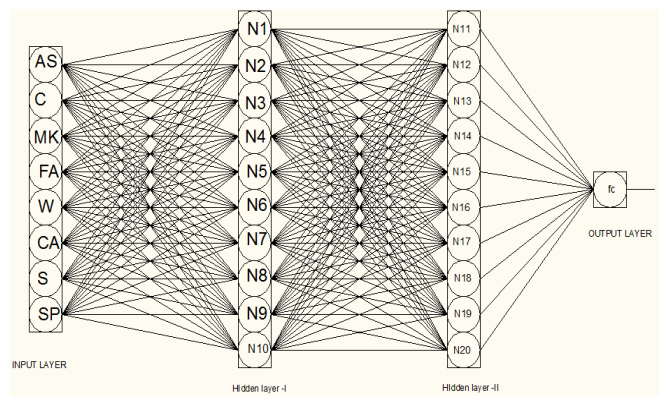 AS
C
MK
FA
W
CA
S
SP
INPUT LAYER
N1
N2
N3
N4
N5
N6
N7
N8
N9
N10
HIdden layer -I
N11
N12
N13
N14
N15
N16
N17
N18
N19
N20
HIdden layer -II
fc
OUTPUT LAYER